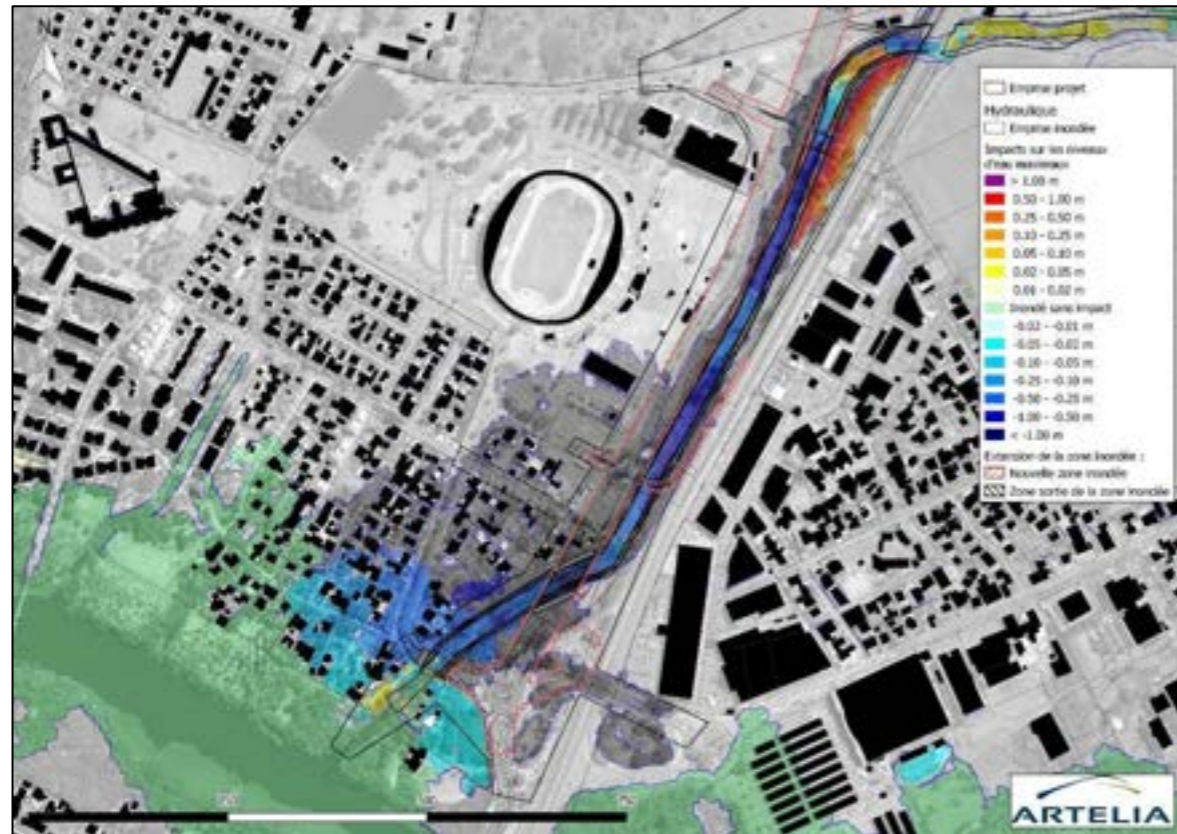 N
Emprise projet
Hydraulique
Emprise inondée
Impacts sur les niveaux
d'eau maximaux
> 1.00 m
0.50 - 1.00 m
0.25 - 0.50 m
0.10 - 0.25 m
0.05 - 0.10 m
0.02 - 0.05 m
0.01 - 0.02 m
Inondé sans impact
-0.02 - -0.01 m
-0.05 - -0.02 m
-0.10 - -0.05 m
-0.25 - -0.10 m
-0.50 - -0.25 m
-1.00 - -0.50 m
< -1.00 m
Extension de la zone inondée :
Nouvelle zone inondée
Zone sortie de la zone inondée
ARTELIA